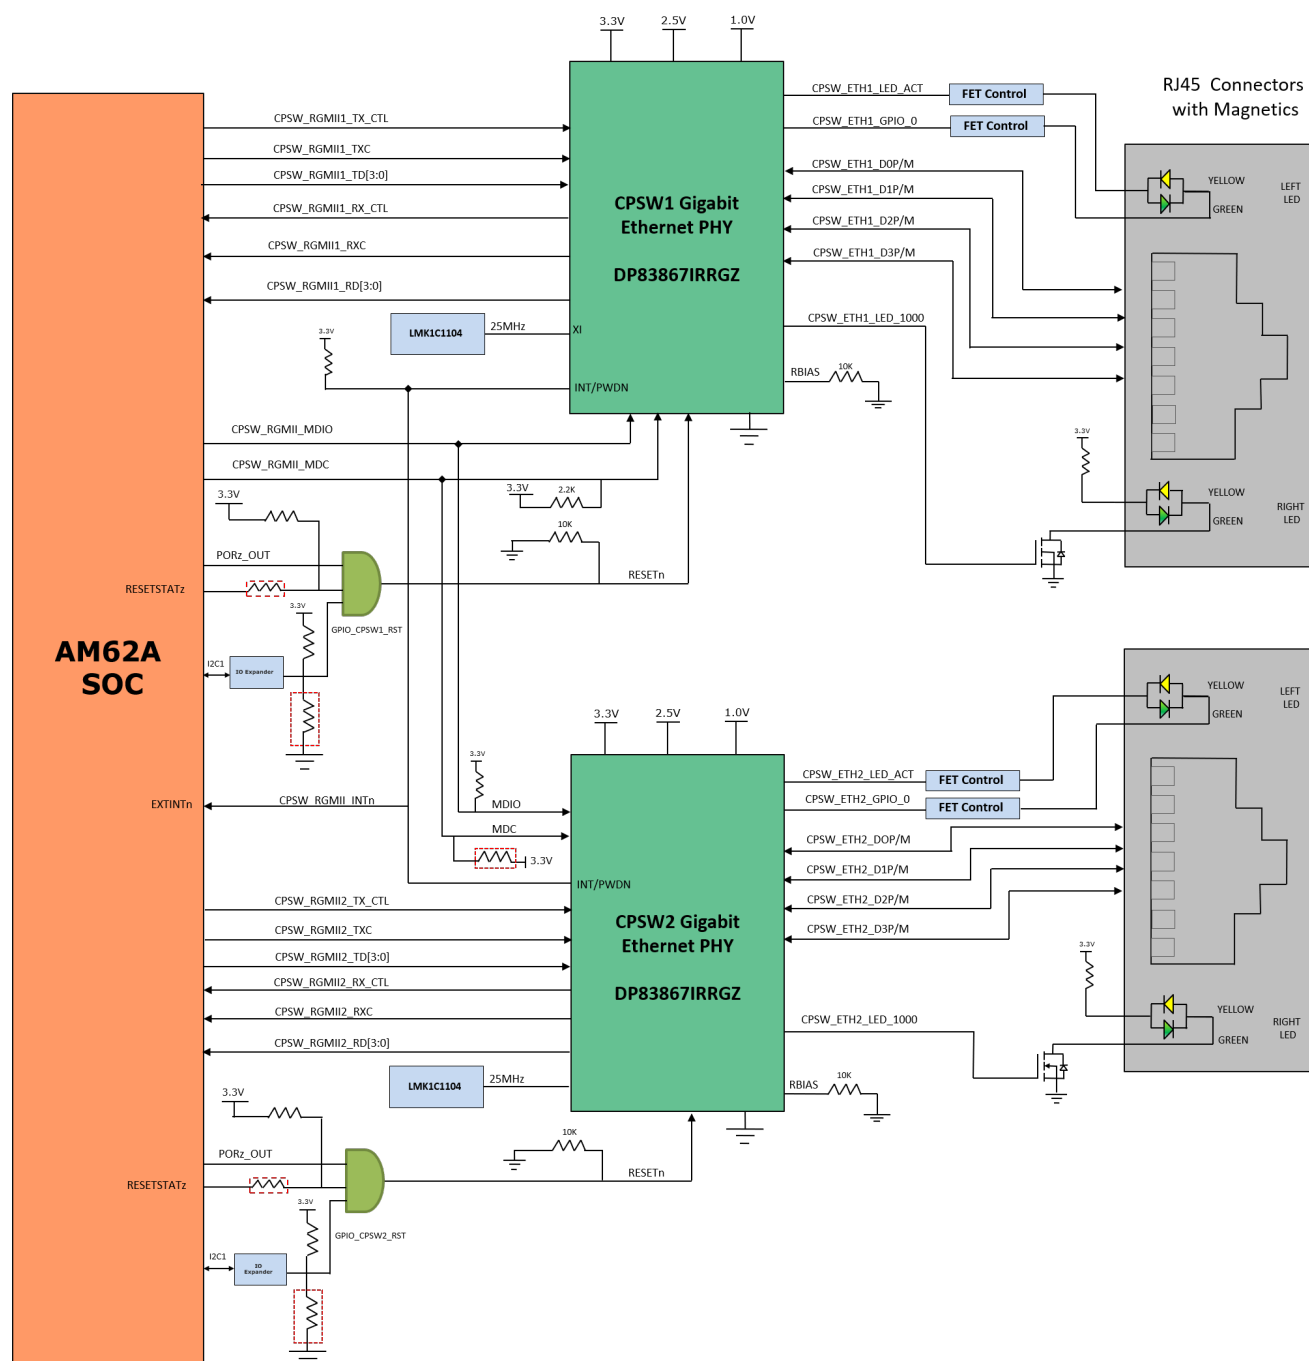 3.3V
2.5V
1.0V
RJ45 Connectors
with Magnetics
CPSW_ETH1_LED_ACT
FET Control
CPSW_RGMII1_TX_CTL
CPSW_ETH1_GPIO_0
FET Control
CPSW_RGMII1_TXC
CPSW_ETH1_D0P/M
CPSW_RGMII1_TD[3:0]
YELLOW
LEFT
LED
CPSW_ETH1_D1P/M
CPSW1 Gigabit
Ethernet PHY
DP83867IRRGZ
CPSW_RGMII1_RX_CTL
GREEN
CPSW_ETH1_D2P/M
CPSW_RGMII1_RXC
CPSW_ETH1_D3P/M
CPSW_RGMII1_RD[3:0]
CPSW_ETH1_LED_1000
LMK1C1104
25MHz
XI
3.3V
RBIAS
10K
INT/PWDN
CPSW_RGMII_MDIO
3.3V
CPSW_RGMII_MDC
3.3V
3.3V
2.2K
YELLOW
RIGHT
LED
GREEN
10K
PORz_OUT
RESETSTATz
RESETn
3.3V
GPIO_CPSW1_RST
AM62A
SOC
I2C1
IO Expander
YELLOW
LEFT
LED
GREEN
3.3V
2.5V
1.0V
3.3V
CPSW_ETH2_LED_ACT
FET Control
EXTINTn
CPSW_RGMII_INTn
MDIO
CPSW_ETH2_GPIO_0
FET Control
MDC
CPSW_ETH2_DOP/M
3.3V
CPSW_ETH2_D1P/M
INT/PWDN
CPSW_RGMII2_TX_CTL
CPSW_ETH2_D2P/M
CPSW2 Gigabit
Ethernet PHY
DP83867IRRGZ
CPSW_RGMII2_TXC
CPSW_ETH2_D3P/M
3.3V
CPSW_RGMII2_TD[3:0]
CPSW_RGMII2_RX_CTL
CPSW_RGMII2_RXC
YELLOW
RIGHT
LED
CPSW_ETH2_LED_1000
GREEN
CPSW_RGMII2_RD[3:0]
LMK1C1104
25MHz
RBIAS
10K
3.3V
10K
PORz_OUT
RESETSTATz
RESETn
3.3V
GPIO_CPSW2_RST
I2C1
IO
Expander